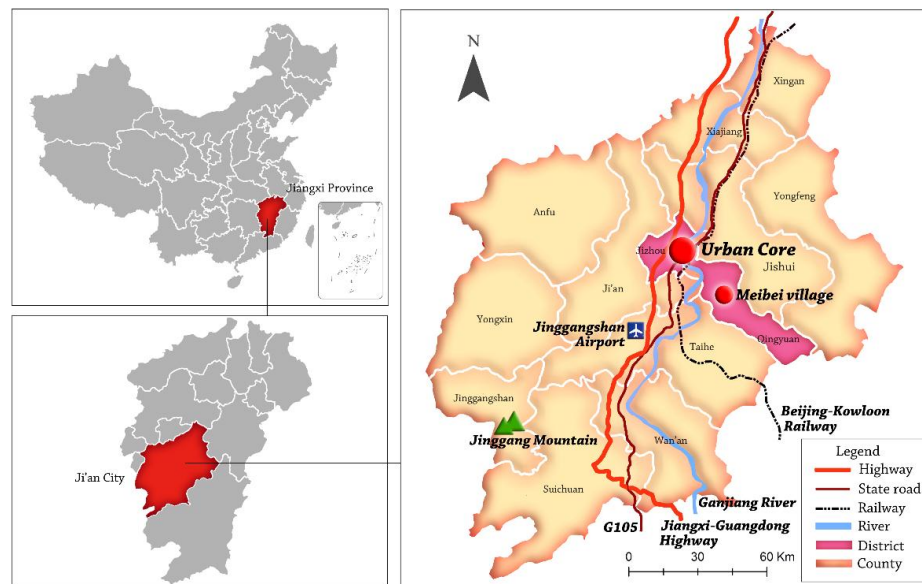 Jiangxi Province
Ji'an City
N
Xingan
Xiajiang
Yongfeng
Anfu
Jizhou
Urban Core
Jishui
Ji'an
Meibei village
Yongxin
Jinggangshan
Airport
Qingyuan
Taihe
Jinggangshan
Beijing-Kowloon
Railway
Jinggang Mountain
Wan'an
Suichuan
Ganjiang River
G105
Jiangxi-Guangdong
Highway
0
30
60 Km
Legend
Highway
State road
Railway
River
District
County